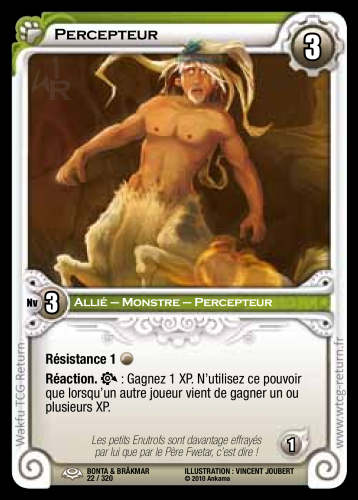 PERCEPTEUR
3
WR
Nv 3
ALLIÉ – MONSTRE – PERCEPTEUR
Résistance 1
Réaction. : Gagnez 1 XP. N'utilisez ce pouvoir
que lorsqu'un autre joueur vient de gagner un ou
plusieurs XP.
Les petits Enutrofs sont davantage effrayés
par lui que par le Père Fwetar, c'est dire !
1
BONTA & BRÂKMAR
22 / 320
ILLUSTRATION : VINCENT JOUBERT
© 2010 Ankama
Wakfu TCG Return
www.wtcg-return.fr